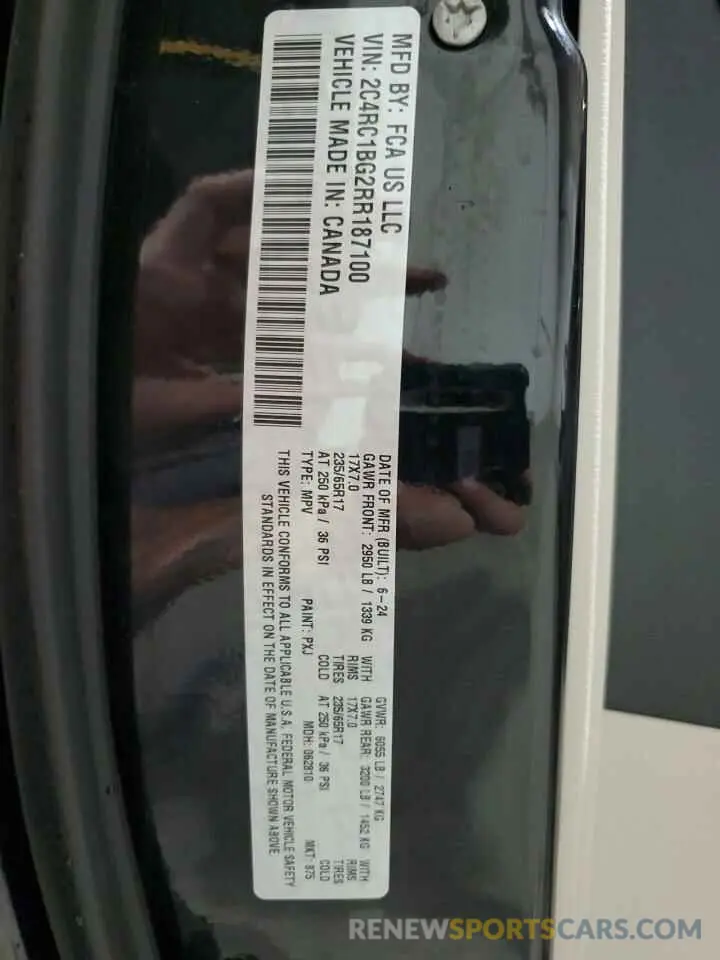 MFD BY: FCA US LLC
VIN: 2C4RC1BG2RR187100
VEHICLE MADE IN: CANADA
DATE OF MFR (BUILT): 6-24 GVWR: 6055 LB / 2747 KG
GAWR FRONT: 2950 LB / 1339 KG WITH GAWR REAR: 3200 LB / 1452 KG WITH
17X7.0 RIMS 17X7.0 RIMS
235/65R17 TIRES 235/65R17 TIRES
AT 250 kPa / 36 PSI COLD AT 250 kPa / 36 PSI COLD
TYPE: MPV PAINT: PXJ MDH: 062810 MKT: 875
THIS VEHICLE CONFORMS TO ALL APPLICABLE U.S.A. FEDERAL MOTOR VEHICLE SAFETY
STANDARDS IN EFFECT ON THE DATE OF MANUFACTURE SHOWN ABOVE
RENEWSPORTSCARS.COM